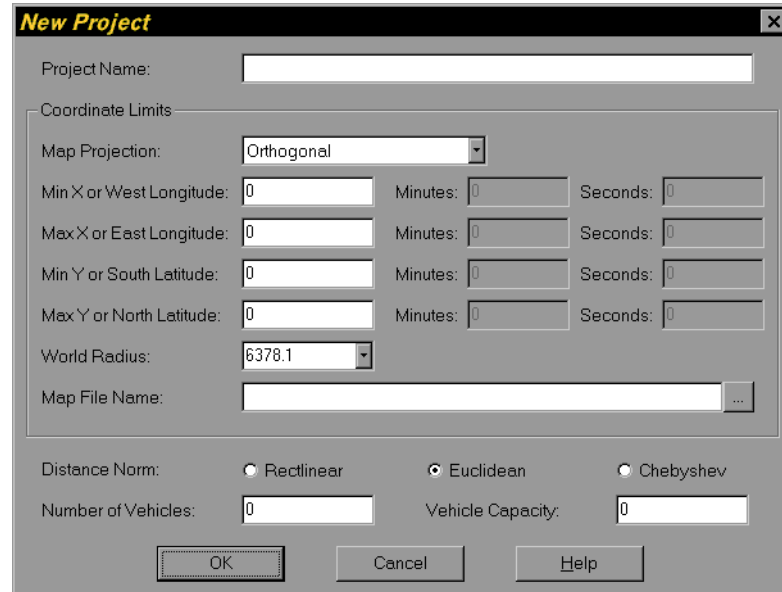 New Project
Project Name:
Coordinate Limits
Map Projection: Orthogonal
Min X or West Longitude: 0 Minutes: 0 Seconds: 0
Max X or East Longitude: 0 Minutes: 0 Seconds: 0
Min Y or South Latitude: 0 Minutes: 0 Seconds: 0
Max Y or North Latitude: 0 Minutes: 0 Seconds: 0
World Radius: 6378.1
Map File Name: ...
Distance Norm: Rectlinear Euclidean Chebyshev
Number of Vehicles: 0 Vehicle Capacity: 0
OK Cancel Help